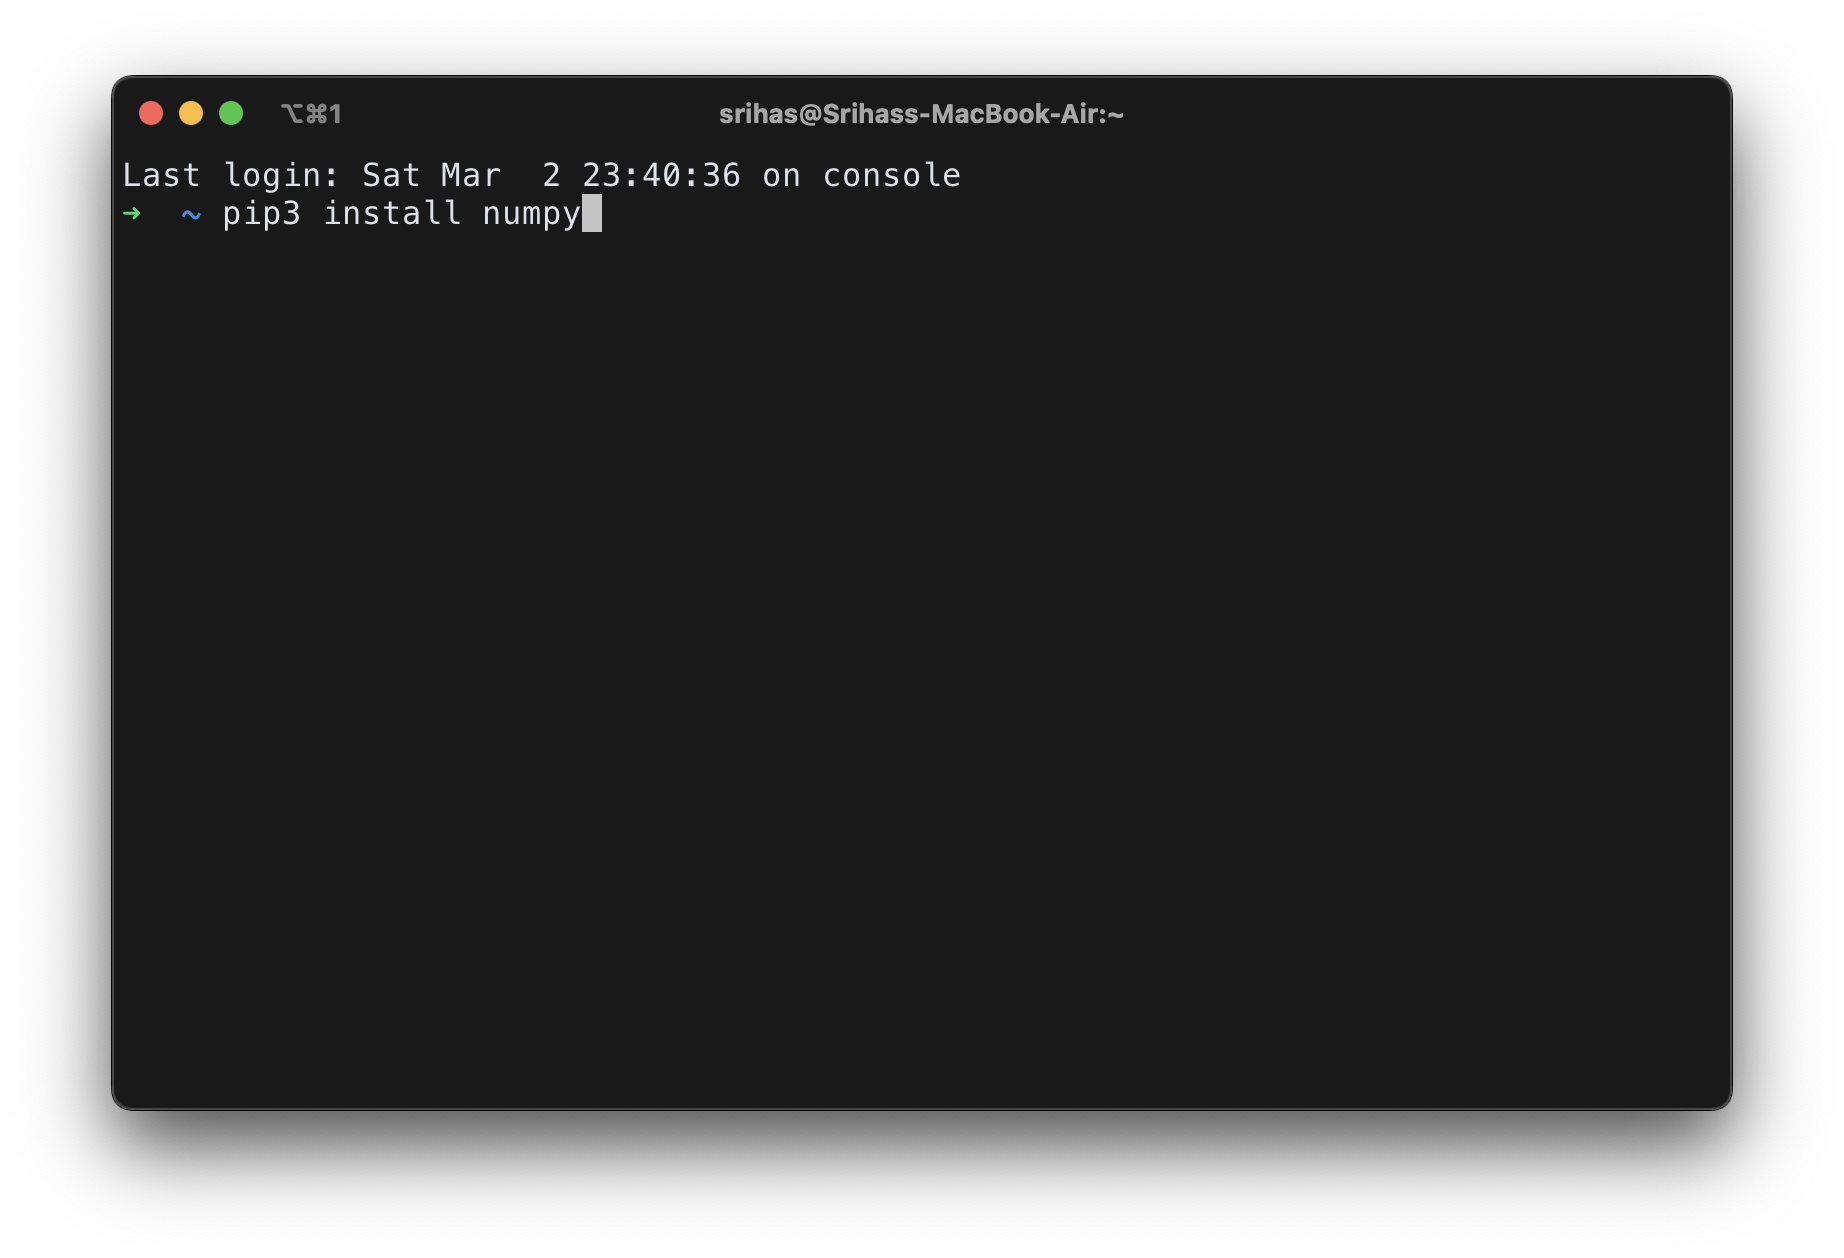 ⌥⌘1
srihas@Srihass-MacBook-Air:~
Last login: Sat Mar  2 23:40:36 on console
➜  ~ pip3 install numpy